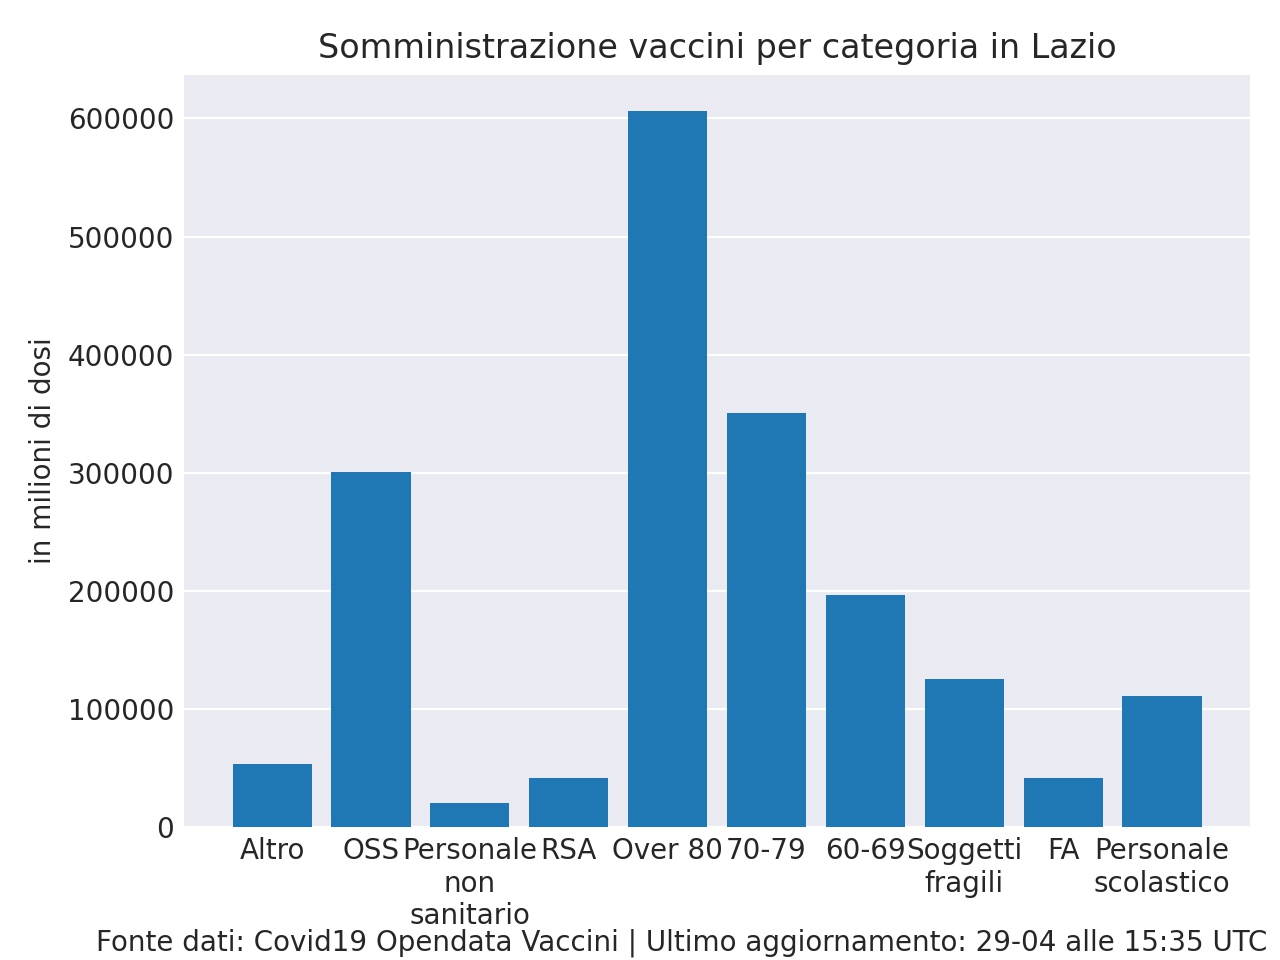 Somministrazione vaccini per categoria in Lazio
in milioni di dosi
600000
500000
400000
300000
200000
100000
0
Altro
OSS
Personale
non
sanitario
RSA
Over 80
70-79
60-69
Soggetti
fragili
FA
Personale
scolastico
Fonte dati: Covid19 Opendata Vaccini | Ultimo aggiornamento: 29-04 alle 15:35 UTC